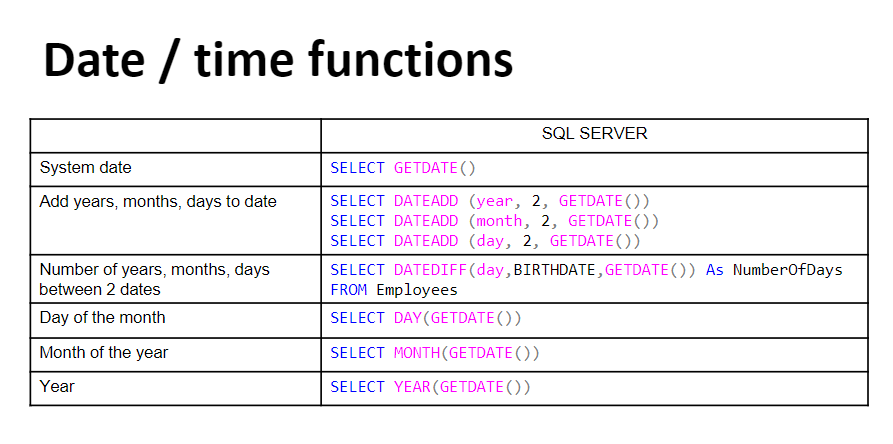 Date / time functions
SQL SERVER
System date
SELECT GETDATE()
Add years, months, days to date
SELECT DATEADD (year, 2, GETDATE())
SELECT DATEADD (month, 2, GETDATE())
SELECT DATEADD (day, 2, GETDATE())
Number of years, months, days
between 2 dates
SELECT DATEDIFF(day,BIRTHDATE,GETDATE()) As NumberOfDays
FROM Employees
Day of the month
SELECT DAY(GETDATE())
Month of the year
SELECT MONTH(GETDATE())
Year
SELECT YEAR(GETDATE())